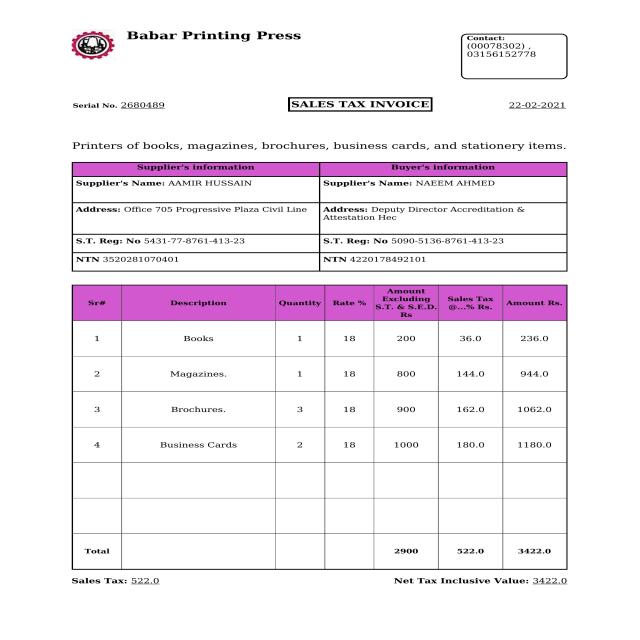 Babar Printing Press
Contact:
(00078302) ,
03156152778
Serial No. 2680489
SALES TAX INVOICE
22-02-2021
Printers of books, magazines, brochures, business cards, and stationery items.
Supplier's information Buyer's information
Supplier's Name: AAMIR HUSSAIN Supplier's Name: NAEEM AHMED
Address: Office 705 Progressive Plaza Civil Line Address: Deputy Director Accreditation &
Attestation Hec
S.T. Reg: No 5431-77-8761-413-23 S.T. Reg: No 5090-5136-8761-413-23
NTN 3520281070401 NTN 4220178492101
Sr# Description Quantity Rate % Amount Excluding S.T. & S.E.D. Rs Sales Tax @...% Rs. Amount Rs.
1 Books 1 18 200 36.0 236.0
2 Magazines. 1 18 800 144.0 944.0
3 Brochures. 3 18 900 162.0 1062.0
4 Business Cards 2 18 1000 180.0 1180.0
Total 2900 522.0 3422.0
Sales Tax: 522.0 Net Tax Inclusive Value: 3422.0